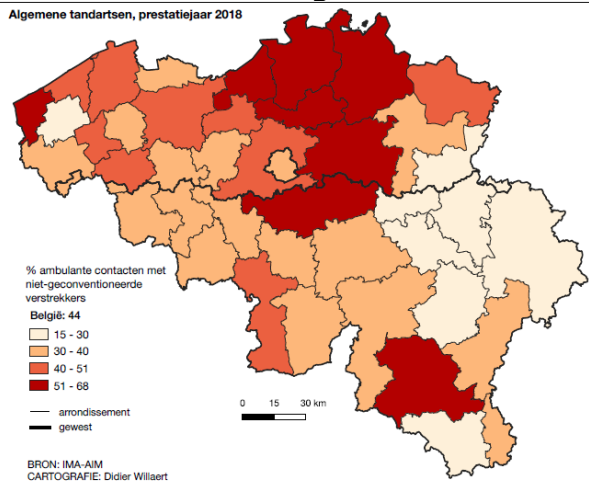 Algemene tandartsen, prestatiejaar 2018
% ambulante contacten met
niet-geconventioneerde
verstrekkers
België: 44
15 - 30
30 - 40
40 - 51
51 - 68
arrondissement
gewest
0 15 30 km
BRON: IMA-AIM
CARTOGRAFIE: Didier Willaert